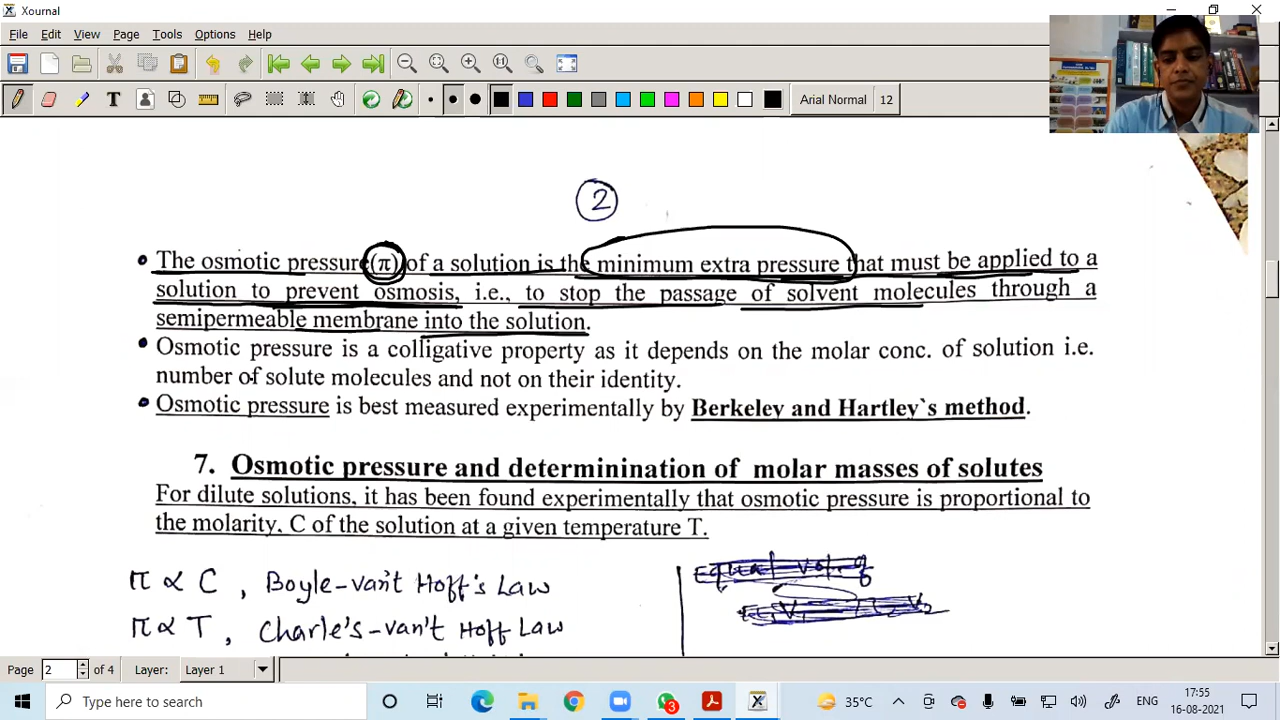 Xournal
File Edit View Page Tools Options Help
Arial Normal 12
2
• The osmotic pressure (π) of a solution is the minimum extra pressure that must be applied to a
solution to prevent osmosis, i.e., to stop the passage of solvent molecules through a
semipermeable membrane into the solution.
• Osmotic pressure is a colligative property as it depends on the molar conc. of solution i.e.
number of solute molecules and not on their identity.
• Osmotic pressure is best measured experimentally by Berkeley and Hartley`s method.
7. Osmotic pressure and determinination of molar masses of solutes
For dilute solutions, it has been found experimentally that osmotic pressure is proportional to
the molarity, C of the solution at a given temperature T.
π ∝ C , Boyle-van't Hoff's Law
Equal vol. of
π ∝ T , Charle's-van't Hoff Law
Page 2 of 4 Layer: Layer 1
Type here to search
3
35°C
ENG
17:55
16-08-2021